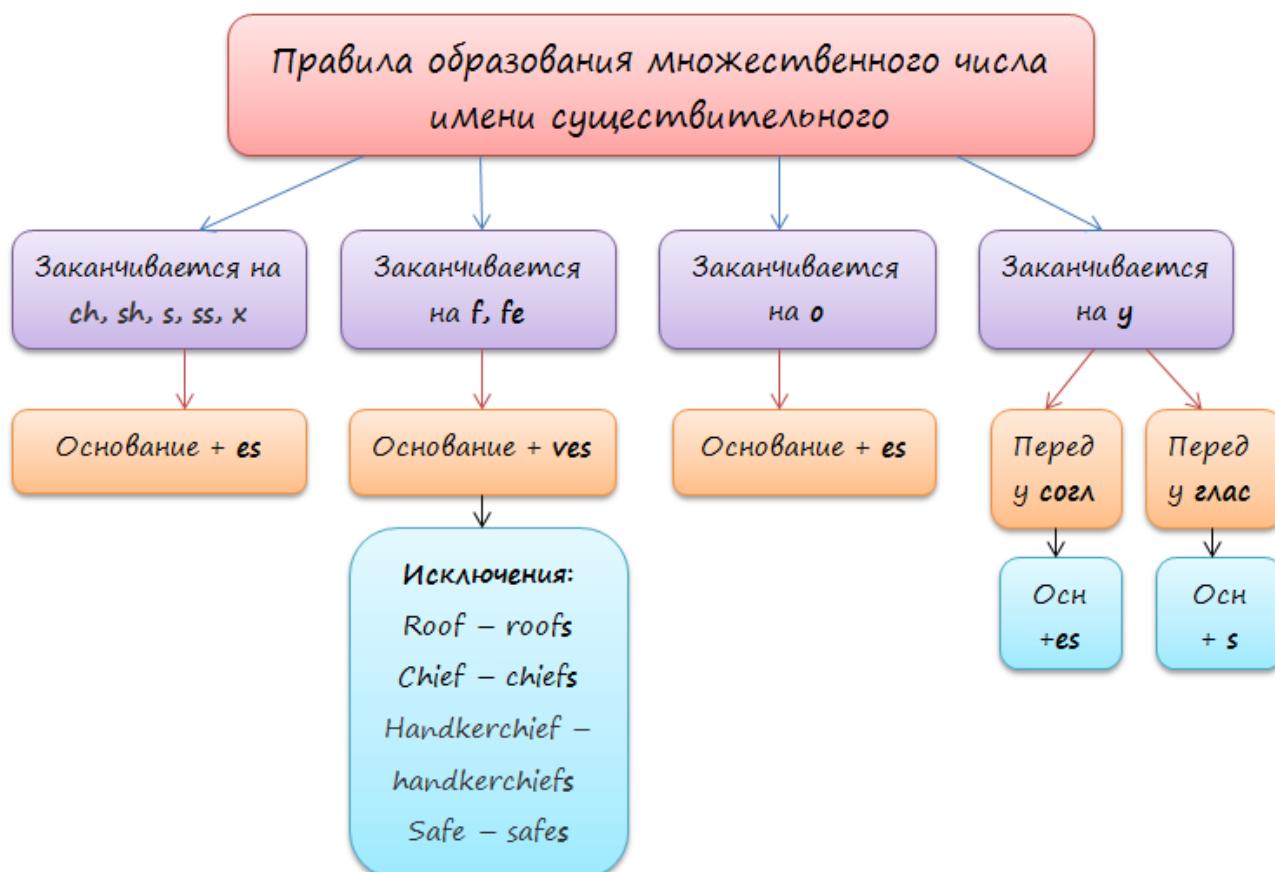 Правила образования множественного числа
имени существительного
Заканчивается на
ch, sh, s, ss, x
Основание + es
Заканчивается
на f, fe
Основание + ves
Исключения:
Roof – roofs
Chief – chiefs
Handkerchief –
handkerchiefs
Safe – safes
Заканчивается
на o
Основание + es
Заканчивается
на y
Перед
y согл
Осн
+es
Перед
y глас
Осн
+ s